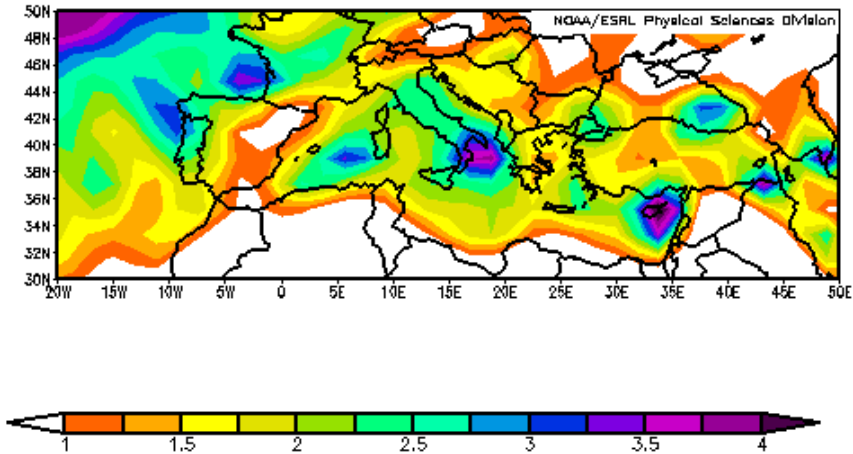 NOAA/ESRL Physical Sciences Division
50N
48N
46N
44N
42N
40N
38N
36N
34N
32N
30N
20W 15W 10W 5W 0 5E 10E 15E 20E 25E 30E 35E 40E 45E 50E
1 1.5 2 2.5 3 3.5 4